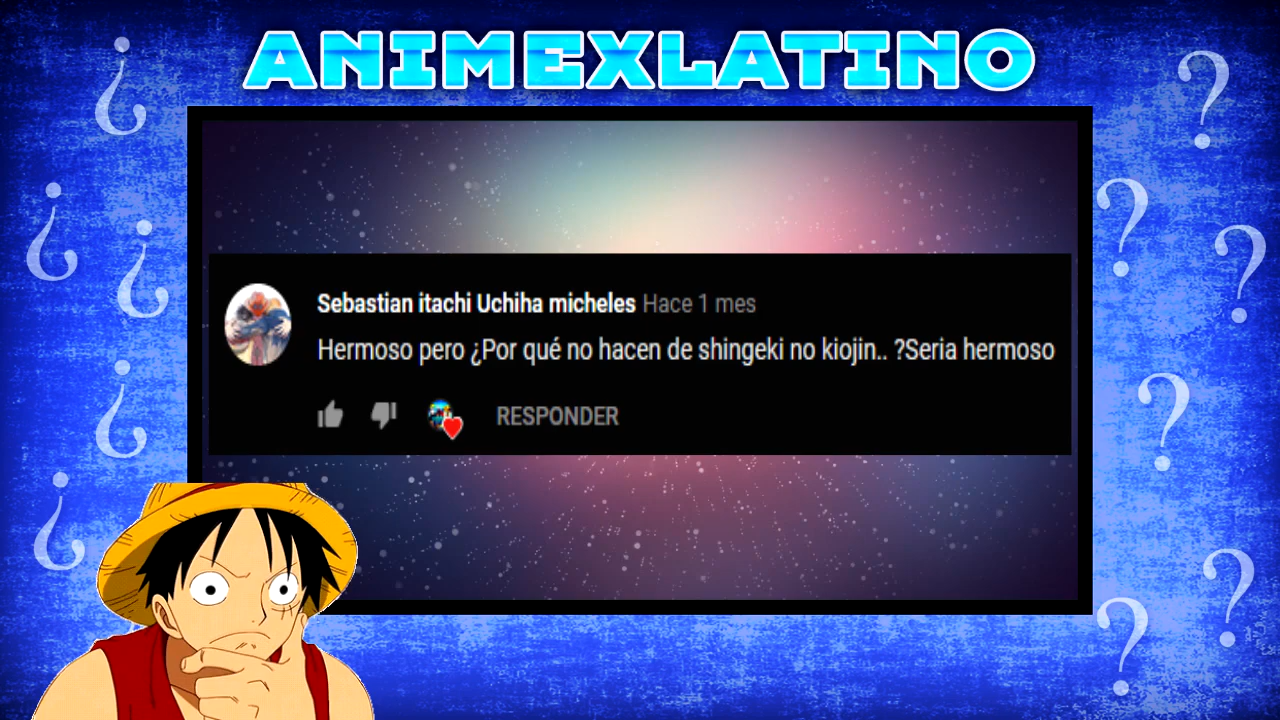 ANIMEXLATINO
Sebastian itachi Uchiha micheles Hace 1 mes
Hermoso pero ¿Por qué no hacen de shingeki no kiojin.. ?Seria hermoso
RESPONDER